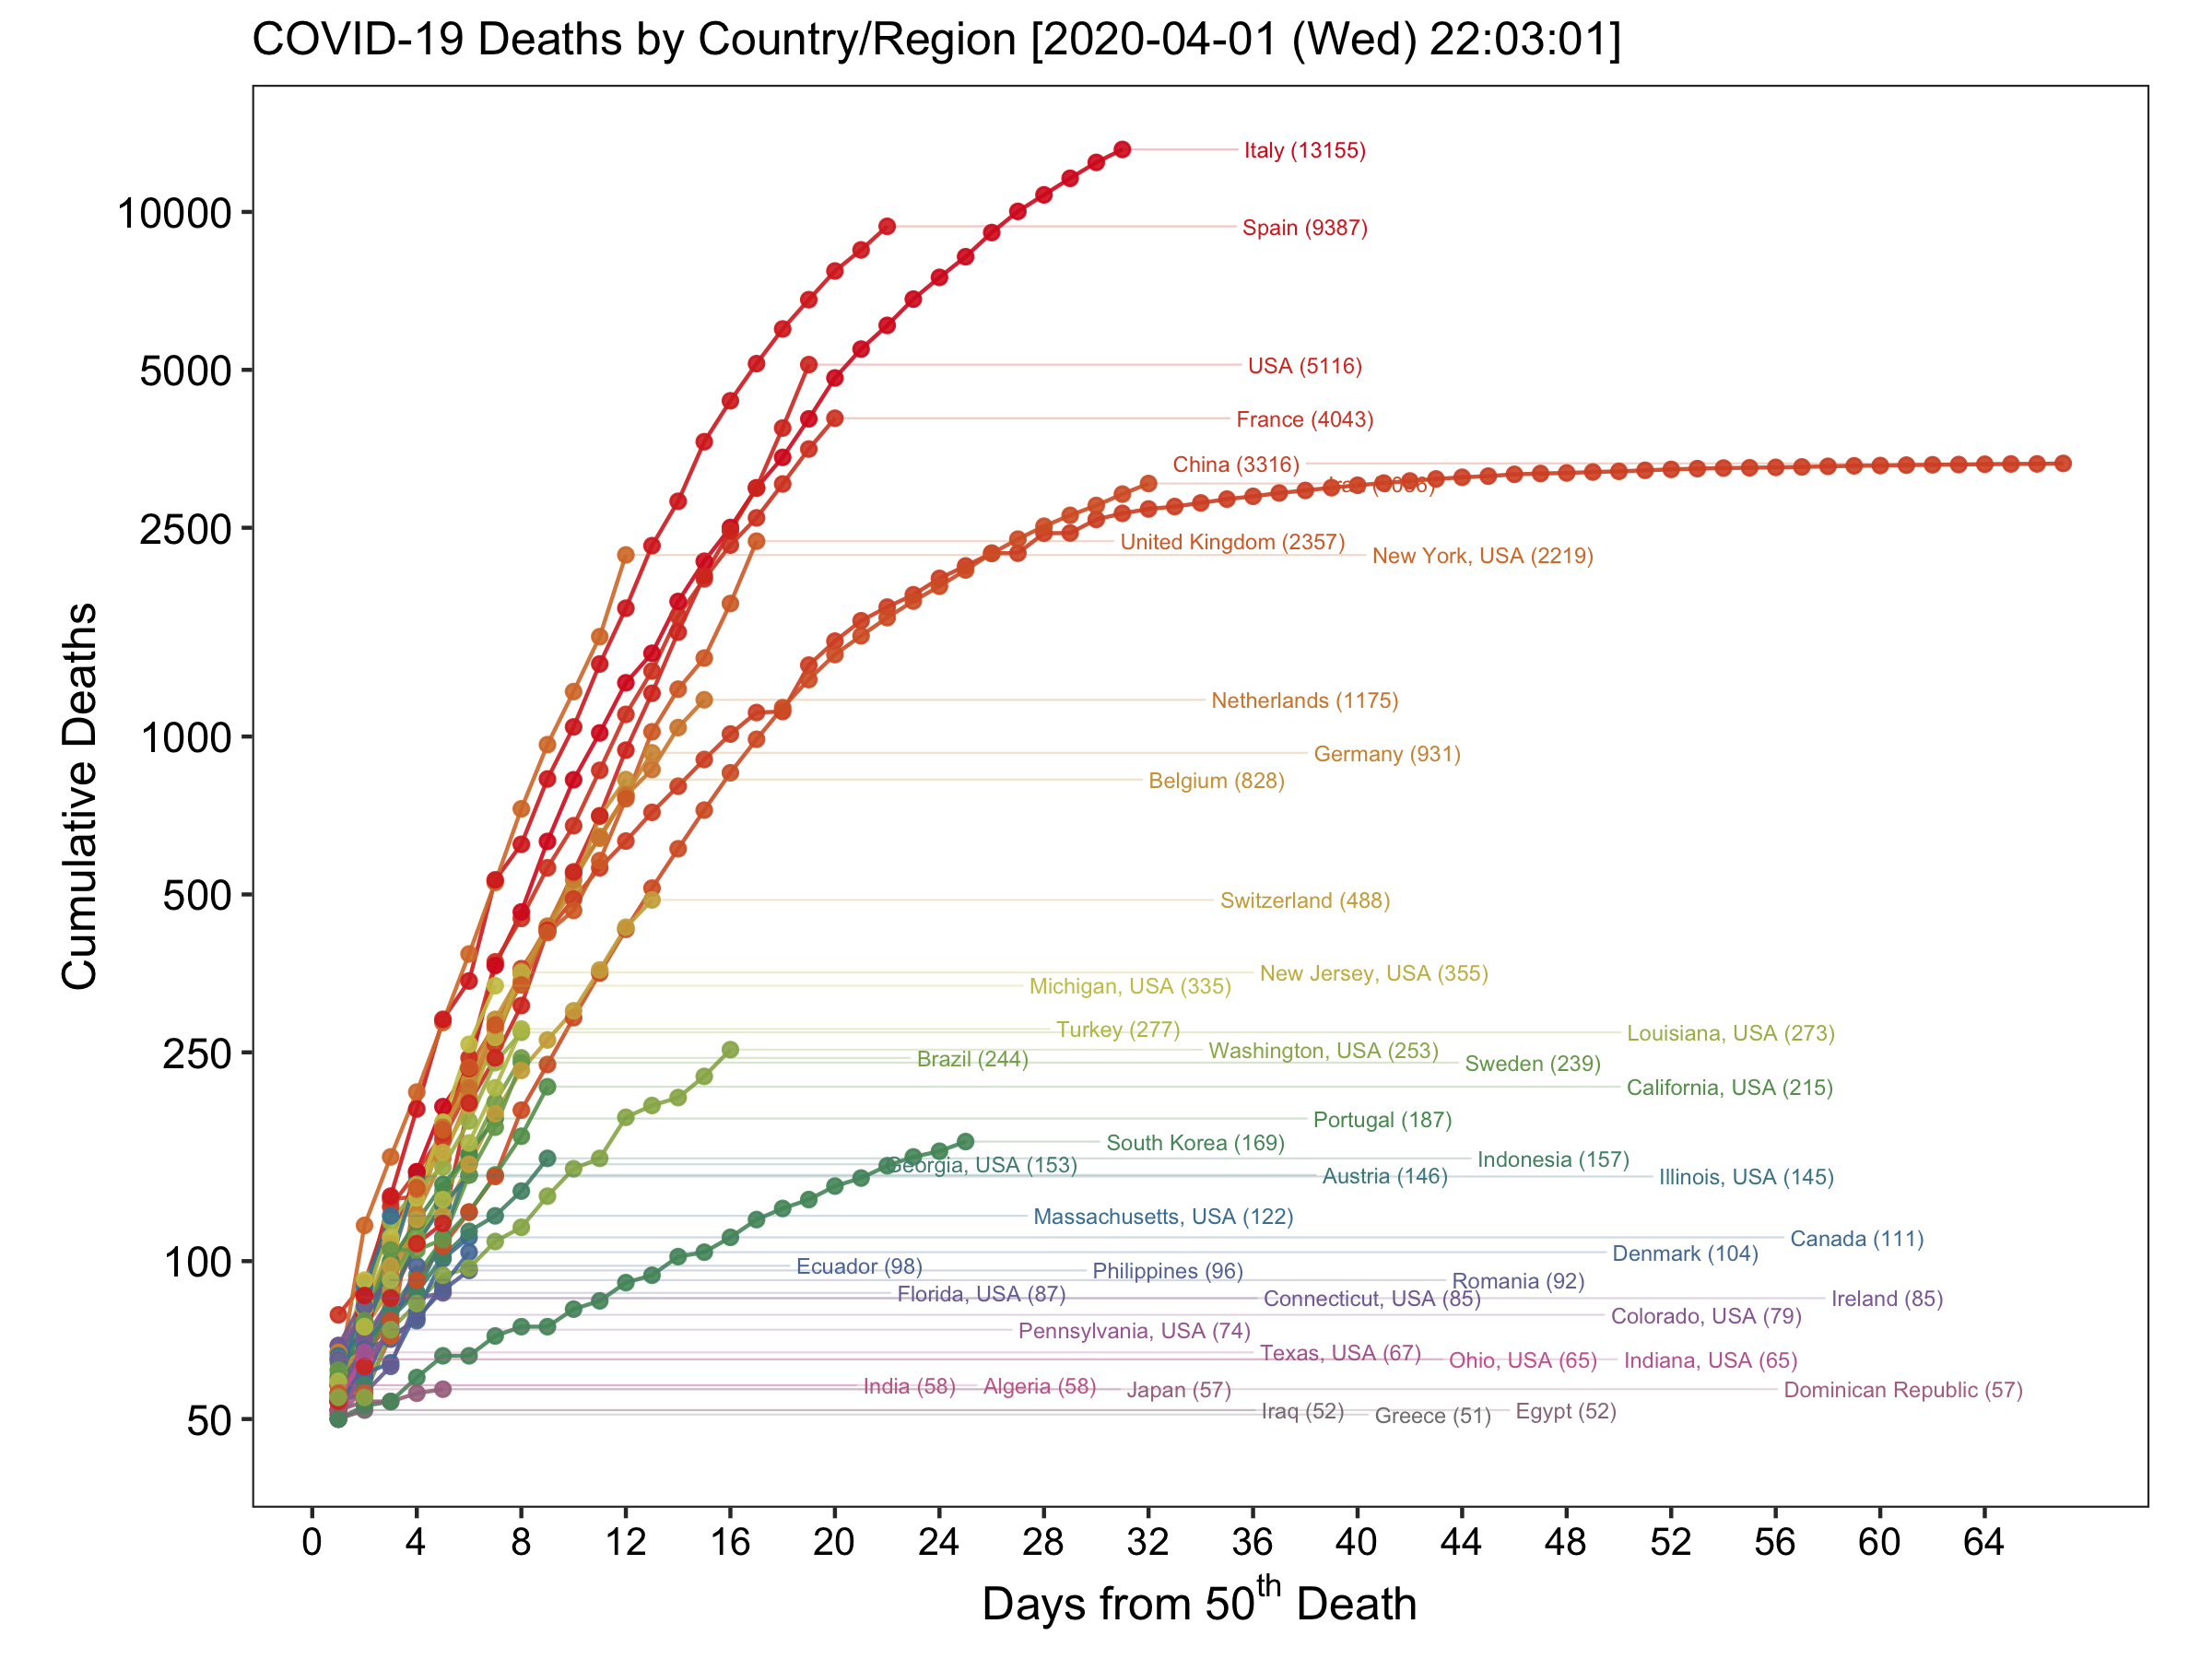 COVID-19 Deaths by Country/Region [2020-04-01 (Wed) 22:03:01]
Cumulative Deaths
10000
5000
2500
1000
500
250
100
50
Italy (13155)
Spain (9387)
USA (5116)
France (4043)
China (3316)
United Kingdom (2357)
New York, USA (2219)
Netherlands (1175)
Germany (931)
Belgium (828)
Switzerland (488)
New Jersey, USA (355)
Michigan, USA (335)
Turkey (277)
Louisiana, USA (273)
Washington, USA (253)
Brazil (244)
Sweden (239)
California, USA (215)
Portugal (187)
South Korea (169)
Indonesia (157)
Georgia, USA (153)
Austria (146)
Illinois, USA (145)
Massachusetts, USA (122)
Canada (111)
Denmark (104)
Ecuador (98)
Philippines (96)
Romania (92)
Florida, USA (87)
Connecticut, USA (85)
Ireland (85)
Colorado, USA (79)
Pennsylvania, USA (74)
Texas, USA (67)
Ohio, USA (65)
Indiana, USA (65)
India (58)
Algeria (58)
Japan (57)
Dominican Republic (57)
Iraq (52)
Greece (51)
Egypt (52)
0 4 8 12 16 20 24 28 32 36 40 44 48 52 56 60 64
Days from 50th Death